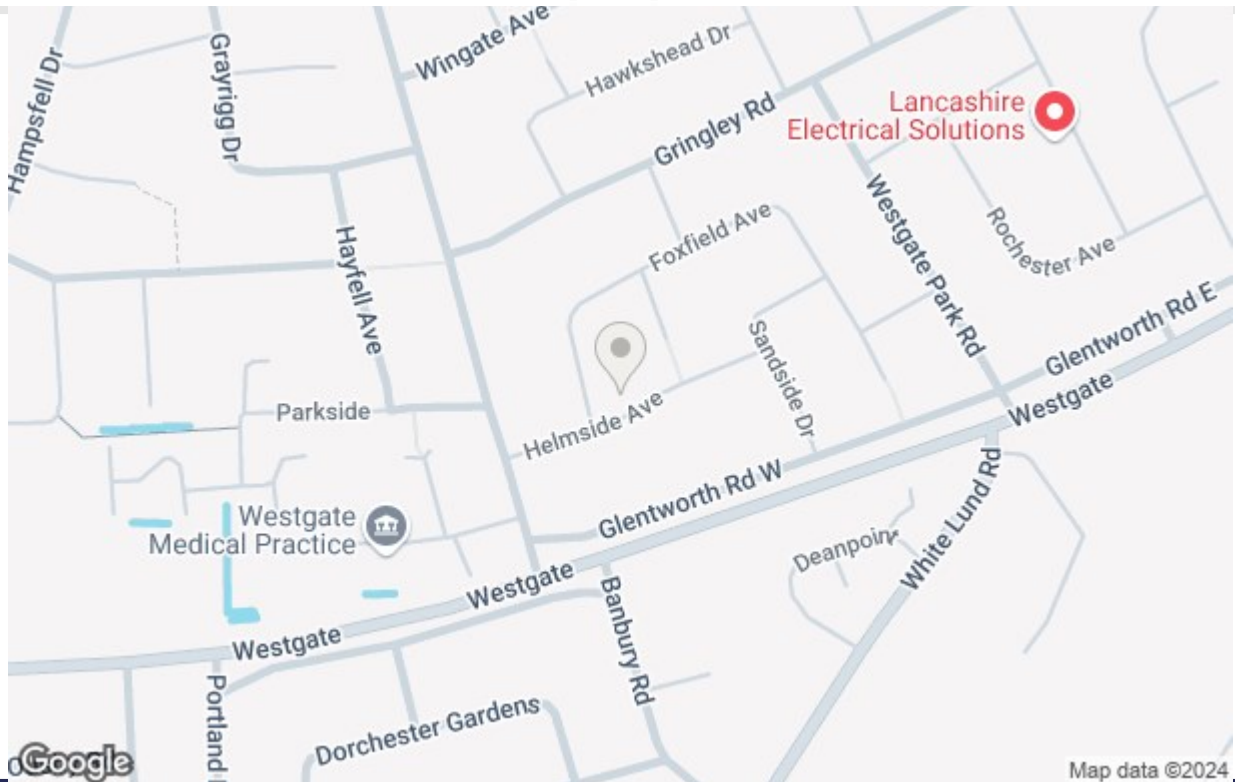 Wingate Ave
Hawkshead Dr
Hampsfell Dr
Grayrigg Dr
Gringley Rd
Lancashire
Electrical Solutions
Westgate Park Rd
Rochester Ave
Foxfield Ave
Hayfell Ave
Glentworth Rd E
Sandside Dr
Westgate
Parkside
Helmside Ave
Glentworth Rd W
White Lund Rd
Westgate
Medical Practice
Deanpoint
Westgate
Banbury Rd
Westgate
Portland
Dorchester Gardens
Google
Map data ©2024